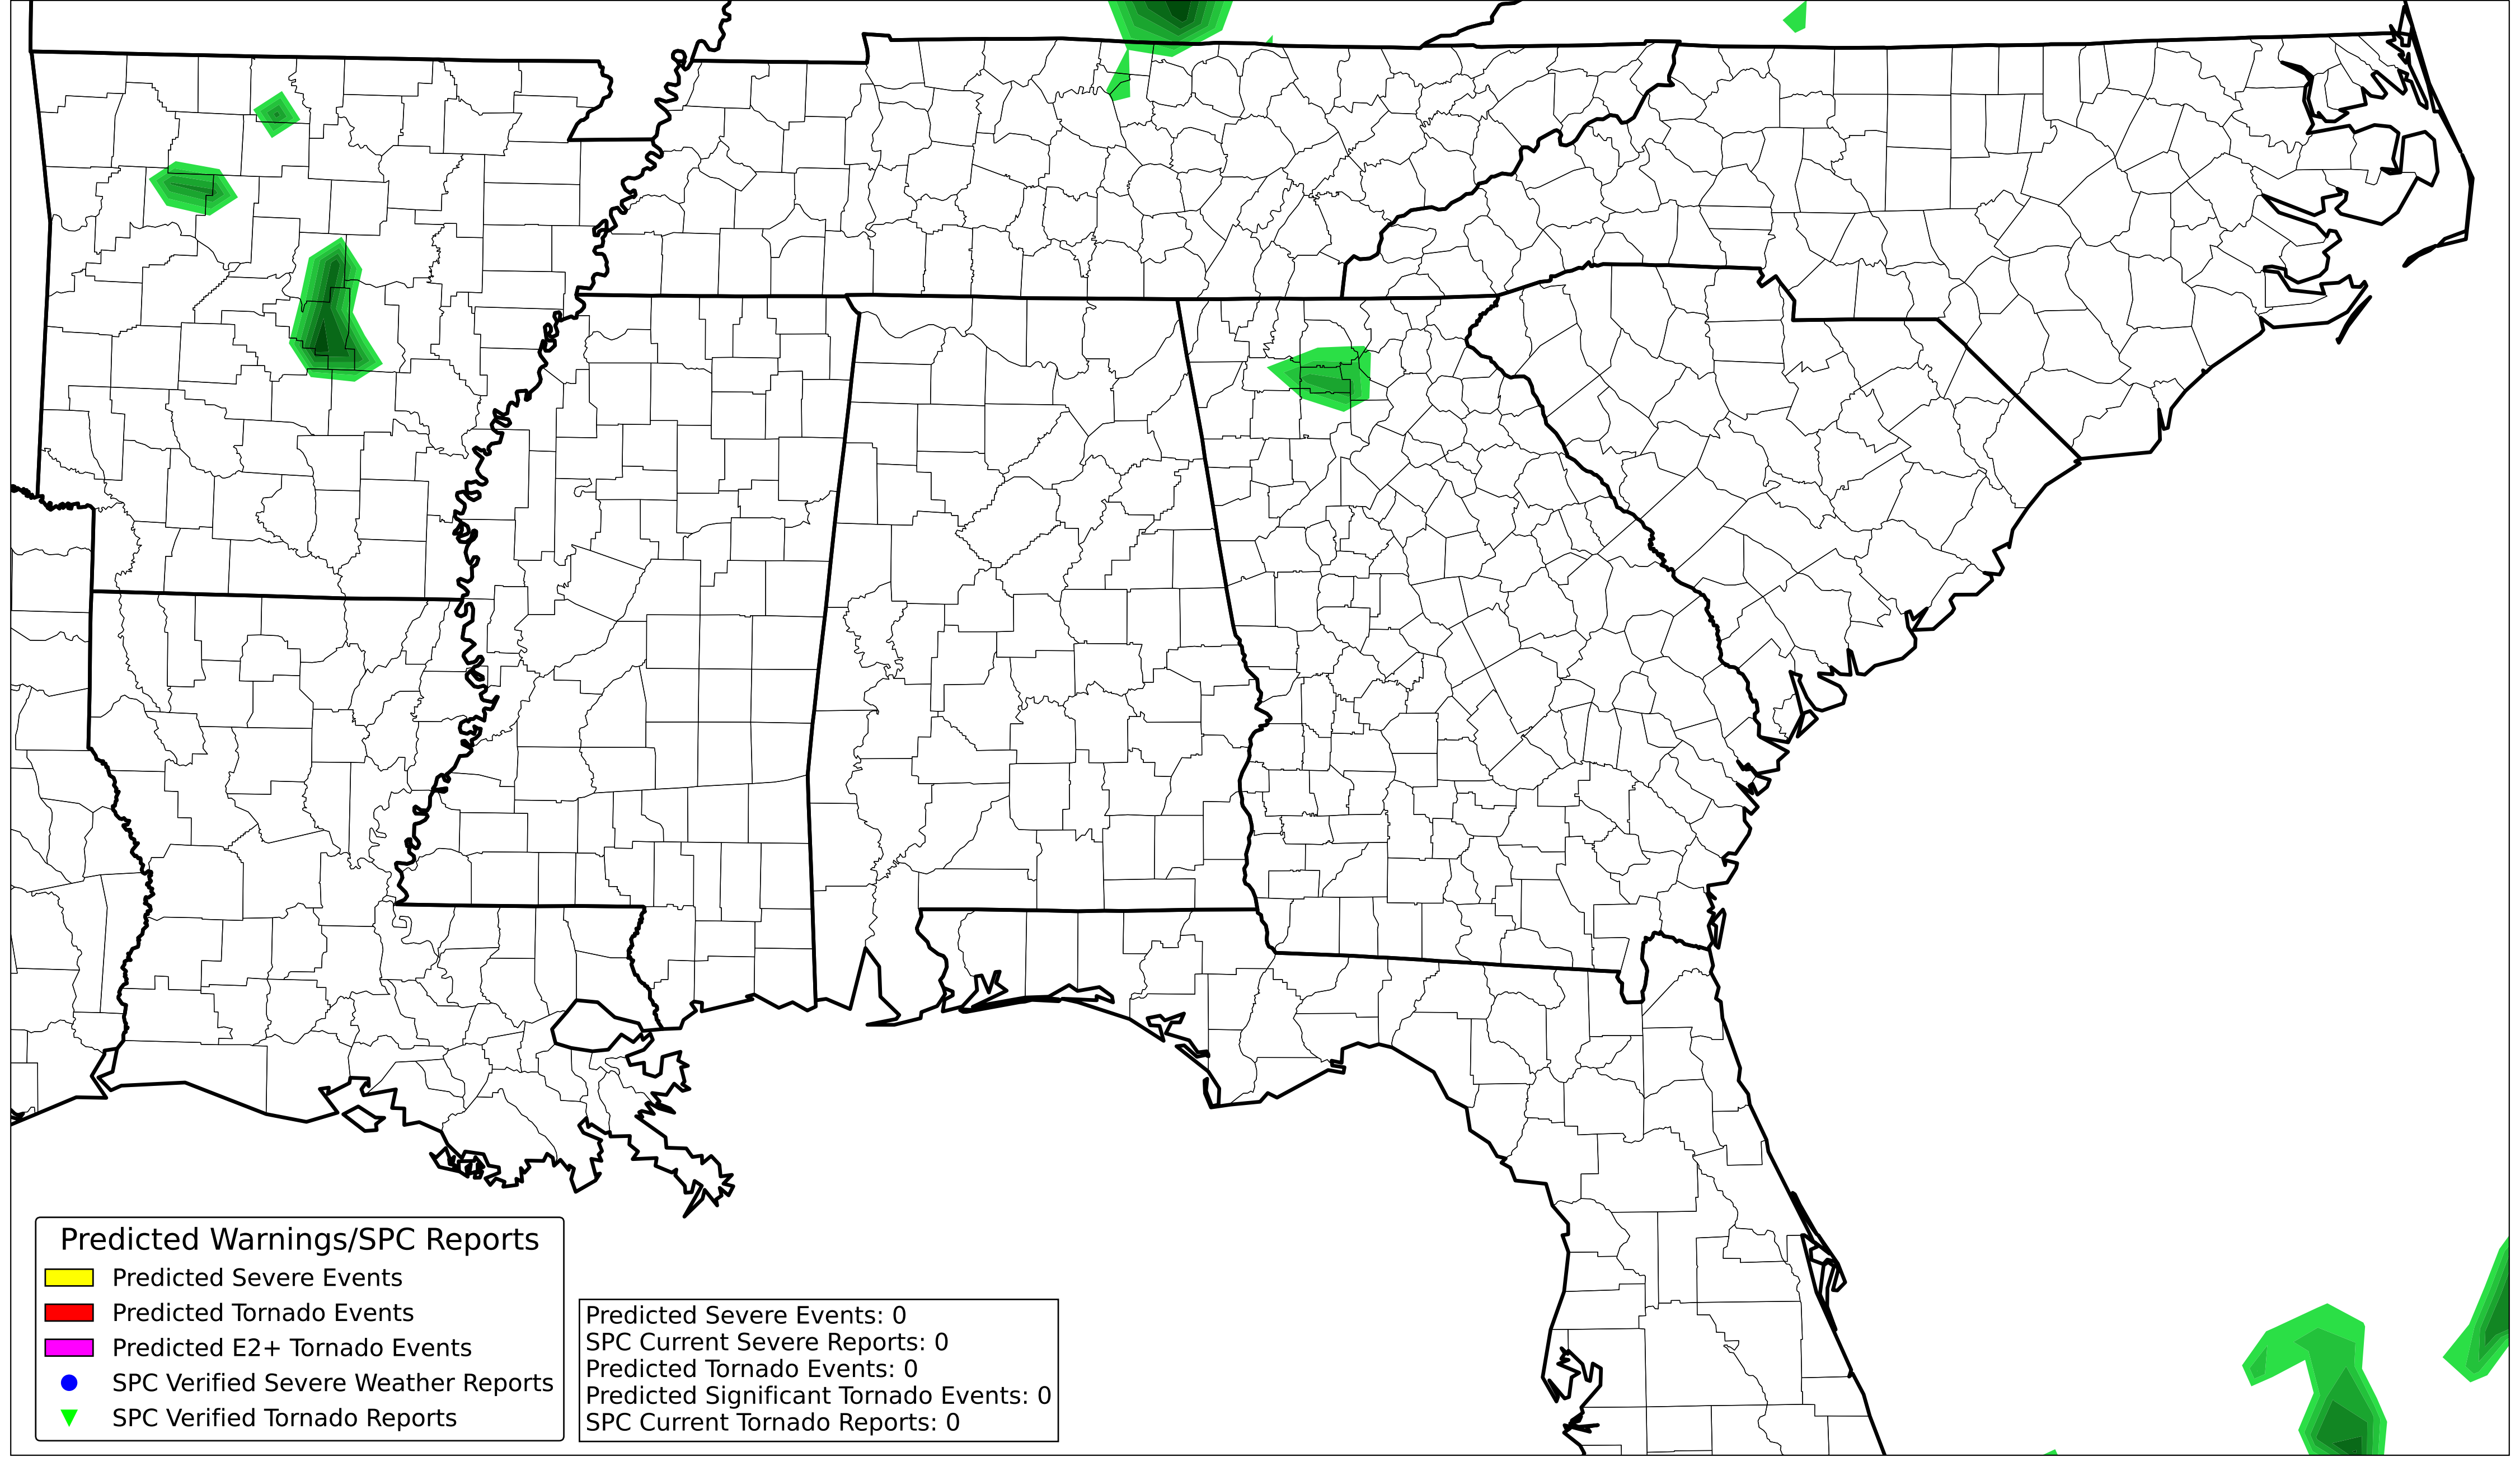 Predicted Warnings/SPC Reports
Predicted Severe Events
Predicted Tornado Events
Predicted E2+ Tornado Events
SPC Verified Severe Weather Reports
SPC Verified Tornado Reports
Predicted Severe Events: 0
SPC Current Severe Reports: 0
Predicted Tornado Events: 0
Predicted Significant Tornado Events: 0
SPC Current Tornado Reports: 0